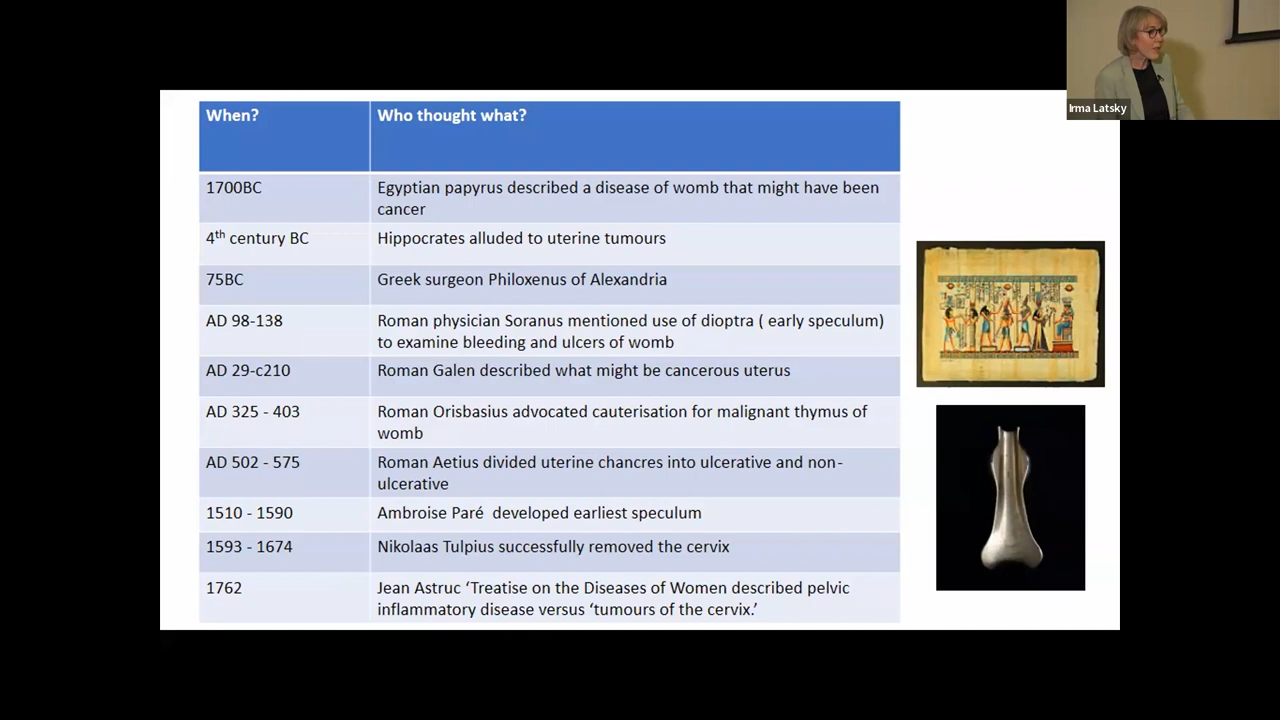 Irma Latsky
When?
Who thought what?
1700BC
Egyptian papyrus described a disease of womb that might have been
cancer
4th century BC
Hippocrates alluded to uterine tumours
75BC
Greek surgeon Philoxenus of Alexandria
AD 98-138
Roman physician Soranus mentioned use of dioptra ( early speculum)
to examine bleeding and ulcers of womb
AD 29-c210
Roman Galen described what might be cancerous uterus
AD 325 - 403
Roman Orisbasius advocated cauterisation for malignant thymus of
womb
AD 502 - 575
Roman Aetius divided uterine chancres into ulcerative and non-
ulcerative
1510 - 1590
Ambroise Paré developed earliest speculum
1593 - 1674
Nikolaas Tulpius successfully removed the cervix
1762
Jean Astruc ‘Treatise on the Diseases of Women described pelvic
inflammatory disease versus ‘tumours of the cervix.’